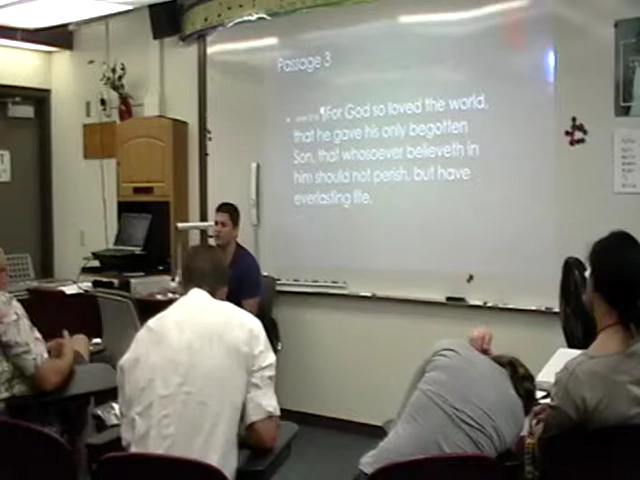 Passage 3
¶For God so loved the world,
that he gave his only begotten
Son, that whosoever believeth in
him should not perish, but have
everlasting life.